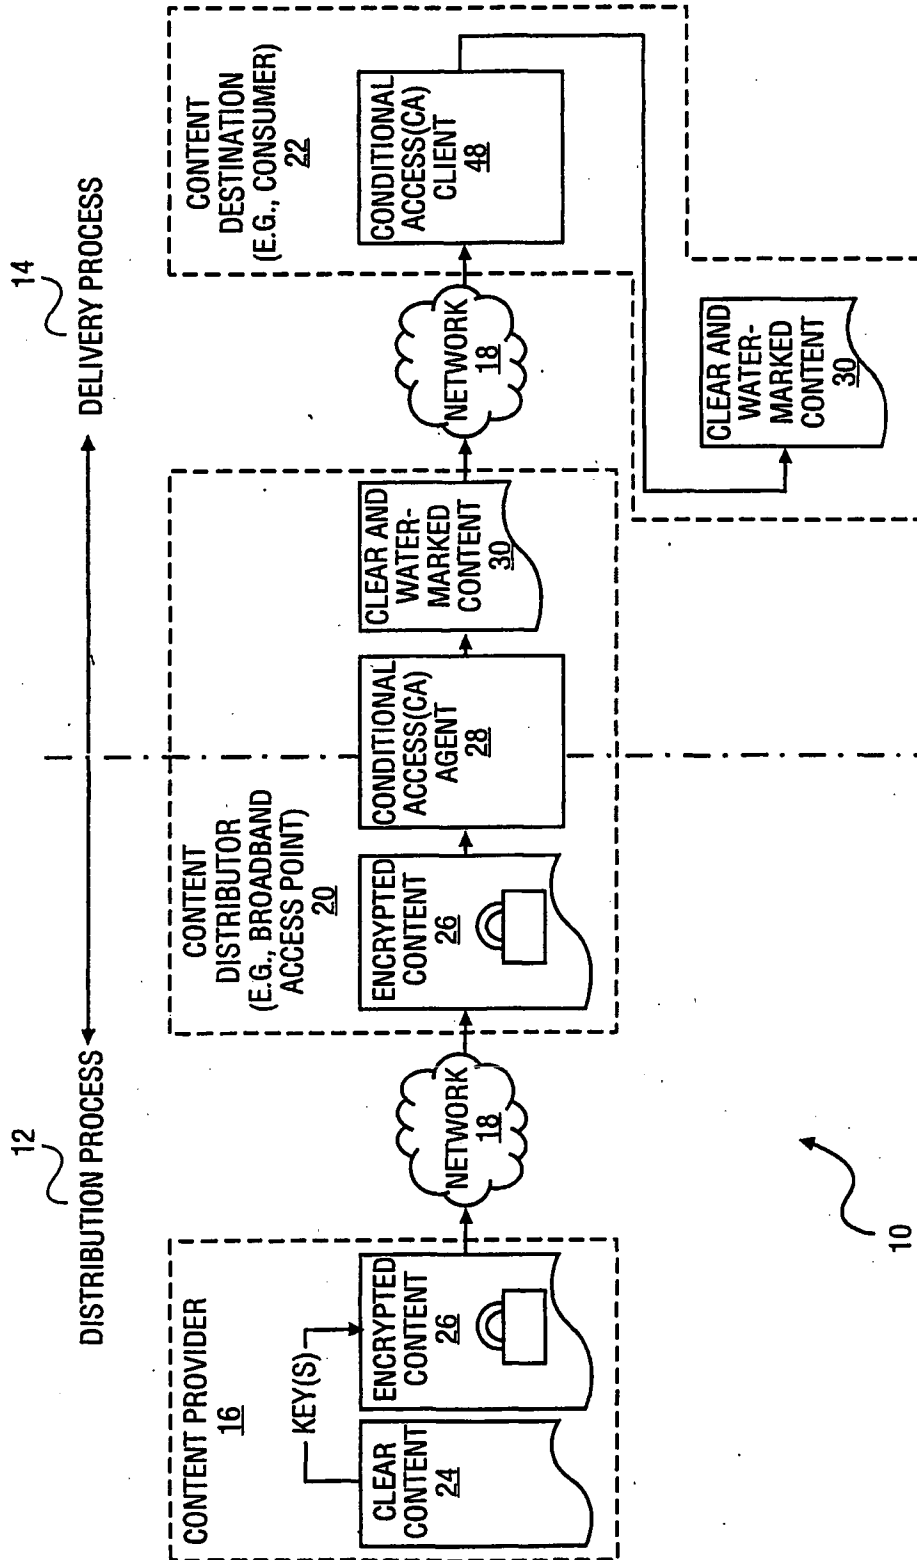 12
DISTRIBUTION PROCESS
14
DELIVERY PROCESS
CONTENT PROVIDER
16
KEY(S)
CLEAR
CONTENT
24
ENCRYPTED
CONTENT
26
NETWORK
18
CONTENT
DISTRIBUTOR
(E.G., BROADBAND
ACCESS POINT)
20
ENCRYPTED
CONTENT
26
CONDITIONAL
ACCESS(CA)
AGENT
28
CLEAR AND
WATER-
MARKED
CONTENT
30
NETWORK
18
CONTENT
DESTINATION
(E.G., CONSUMER)
22
CONDITIONAL
ACCESS(CA)
CLIENT
48
CLEAR AND
WATER-
MARKED
CONTENT
30
10